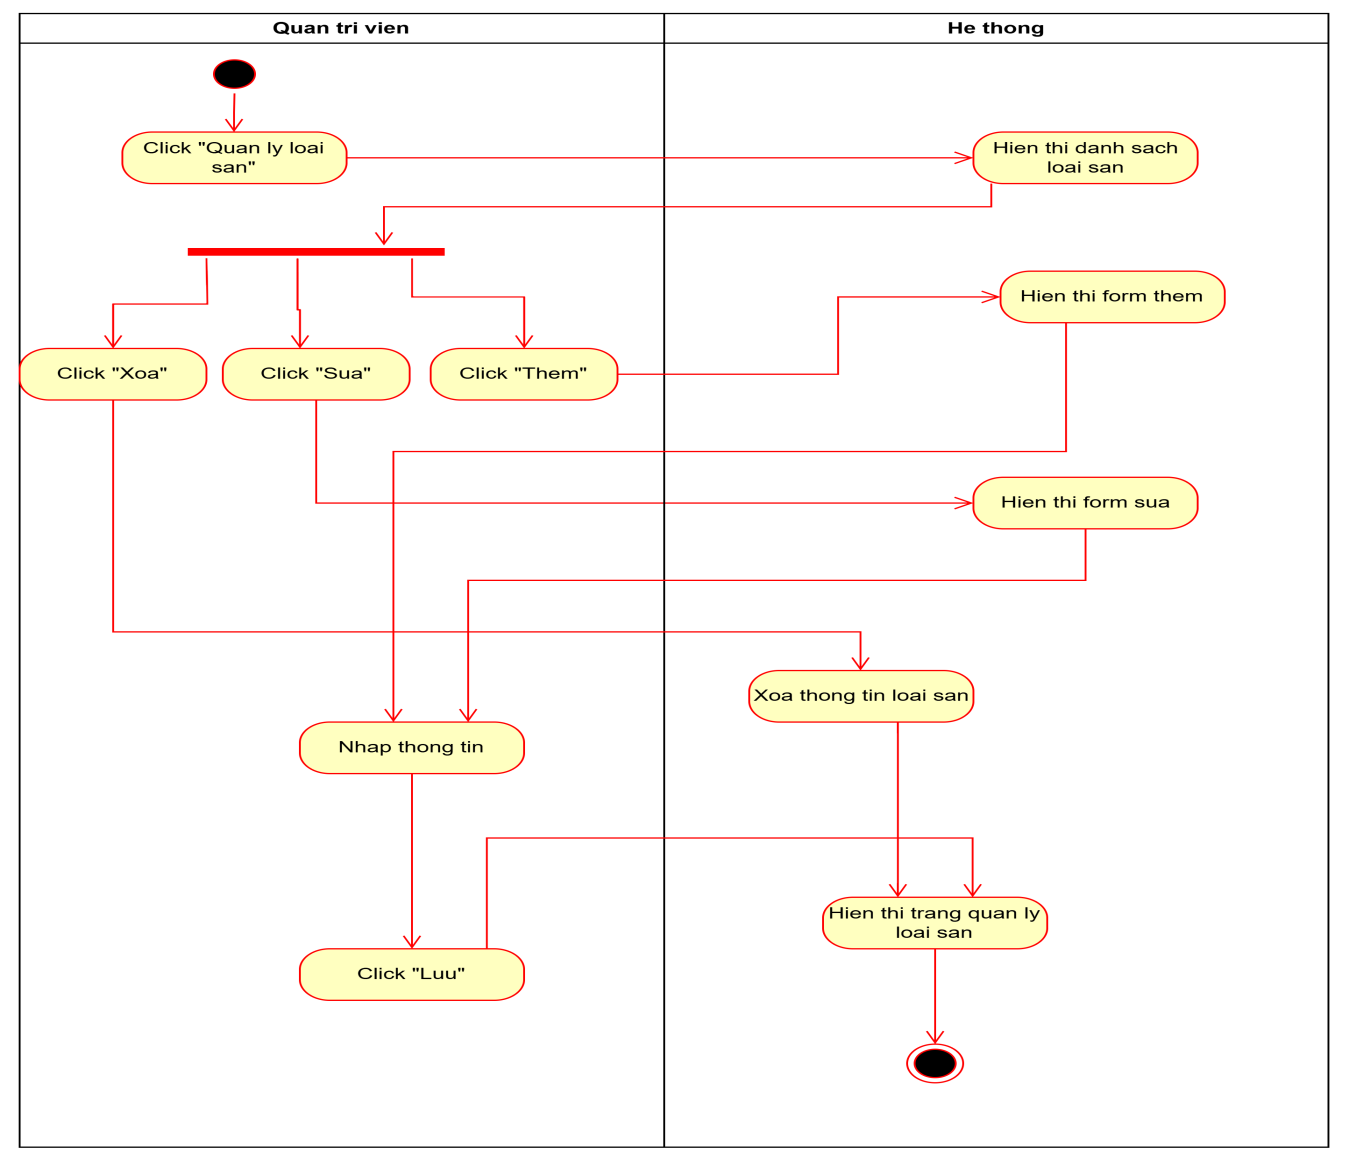 Quan tri vien
He thong
Click "Quan ly loai
san"
Hien thi danh sach
loai san
Hien thi form them
Click "Xoa"
Click "Sua"
Click "Them"
Hien thi form sua
Xoa thong tin loai san
Nhap thong tin
Hien thi trang quan ly
loai san
Click "Luu"